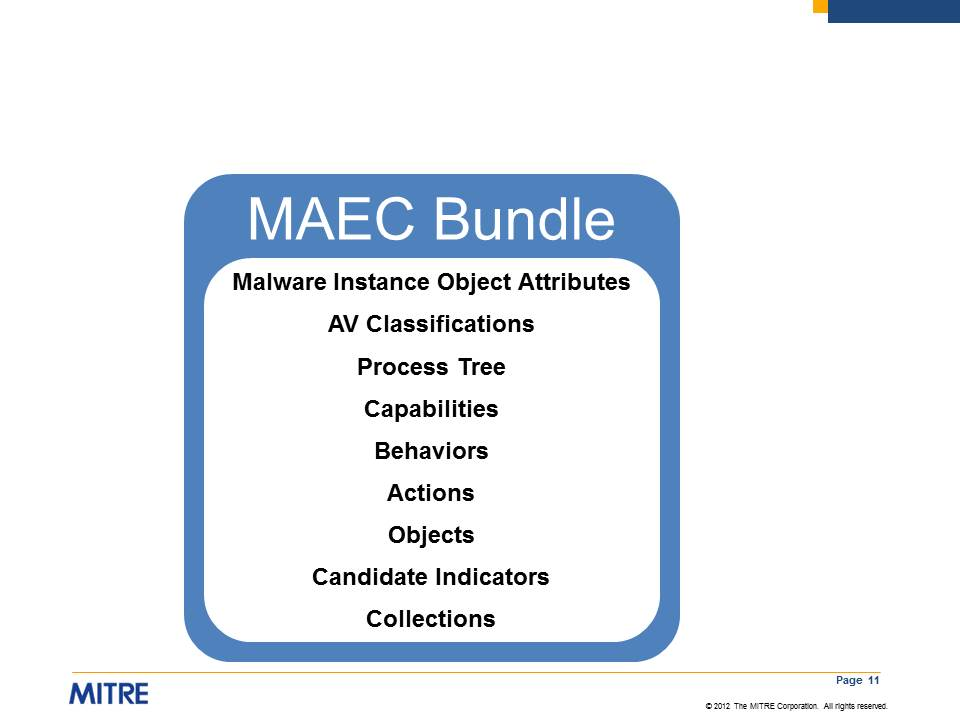 MAEC Bundle
Malware Instance Object Attributes
AV Classifications
Process Tree
Capabilities
Behaviors
Actions
Objects
Candidate Indicators
Collections
Page 11
MITRE
© 2012 The MITRE Corporation. All rights reserved.